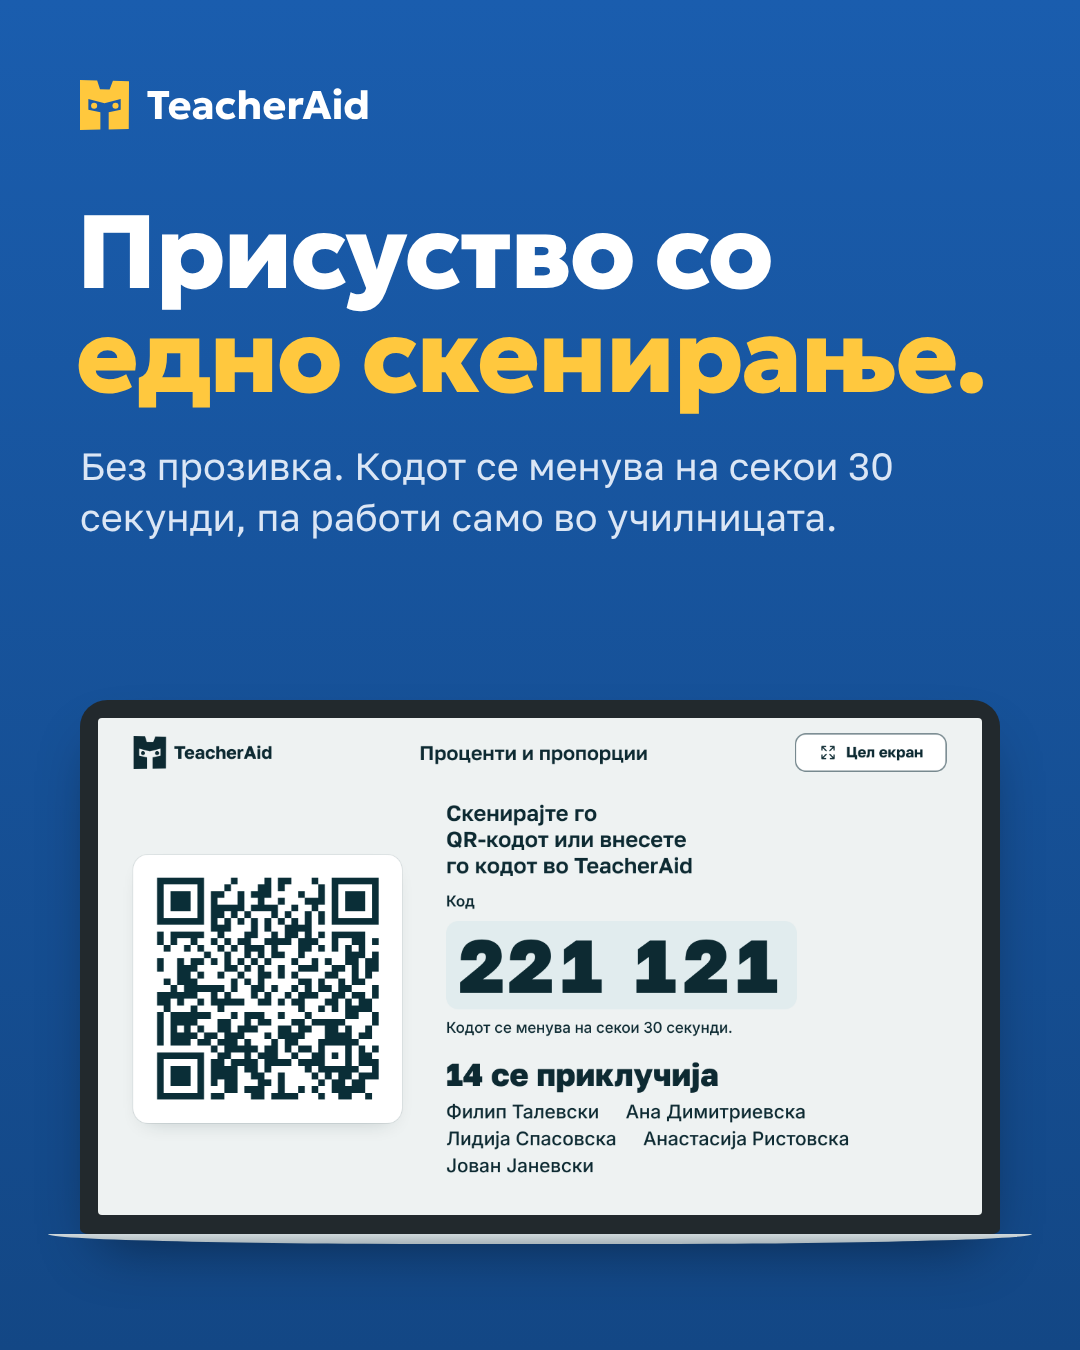 TeacherAid
Присуство со
едно скенирање.
Без прозивка. Кодот се менува на секои 30
секунди, па работи само во училницата.
TeacherAid
Проценти и пропорции
Цел екран
Скенирајте го
QR-кодот или внесете
го кодот во TeacherAid
Код
221 121
Кодот се менува на секои 30 секунди.
14 се приклучија
Филип Талевски Ана Димитриевска
Лидија Спасовска Анастасија Ристовска
Јован Јаневски